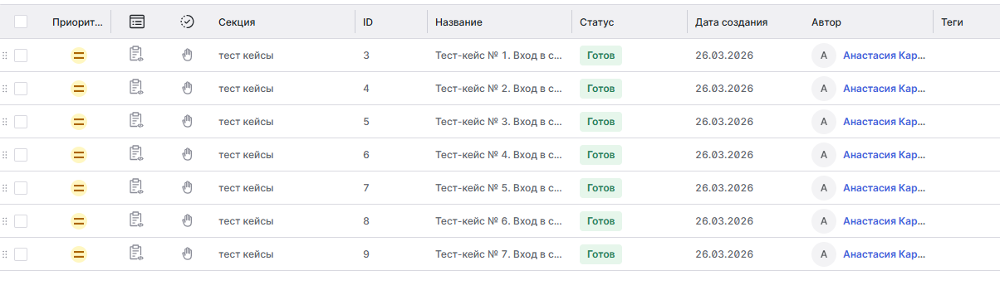 Приорит... Секция ID Название Статус Дата создания Автор Теги
тест кейсы 3 Тест-кейс № 1. Вход в с... Готов 26.03.2026 А Анастасия Кар...
тест кейсы 4 Тест-кейс № 2. Вход в с... Готов 26.03.2026 А Анастасия Кар...
тест кейсы 5 Тест-кейс № 3. Вход в с... Готов 26.03.2026 А Анастасия Кар...
тест кейсы 6 Тест-кейс № 4. Вход в с... Готов 26.03.2026 А Анастасия Кар...
тест кейсы 7 Тест-кейс № 5. Вход в с... Готов 26.03.2026 А Анастасия Кар...
тест кейсы 8 Тест-кейс № 6. Вход в с... Готов 26.03.2026 А Анастасия Кар...
тест кейсы 9 Тест-кейс № 7. Вход в с... Готов 26.03.2026 А Анастасия Кар...